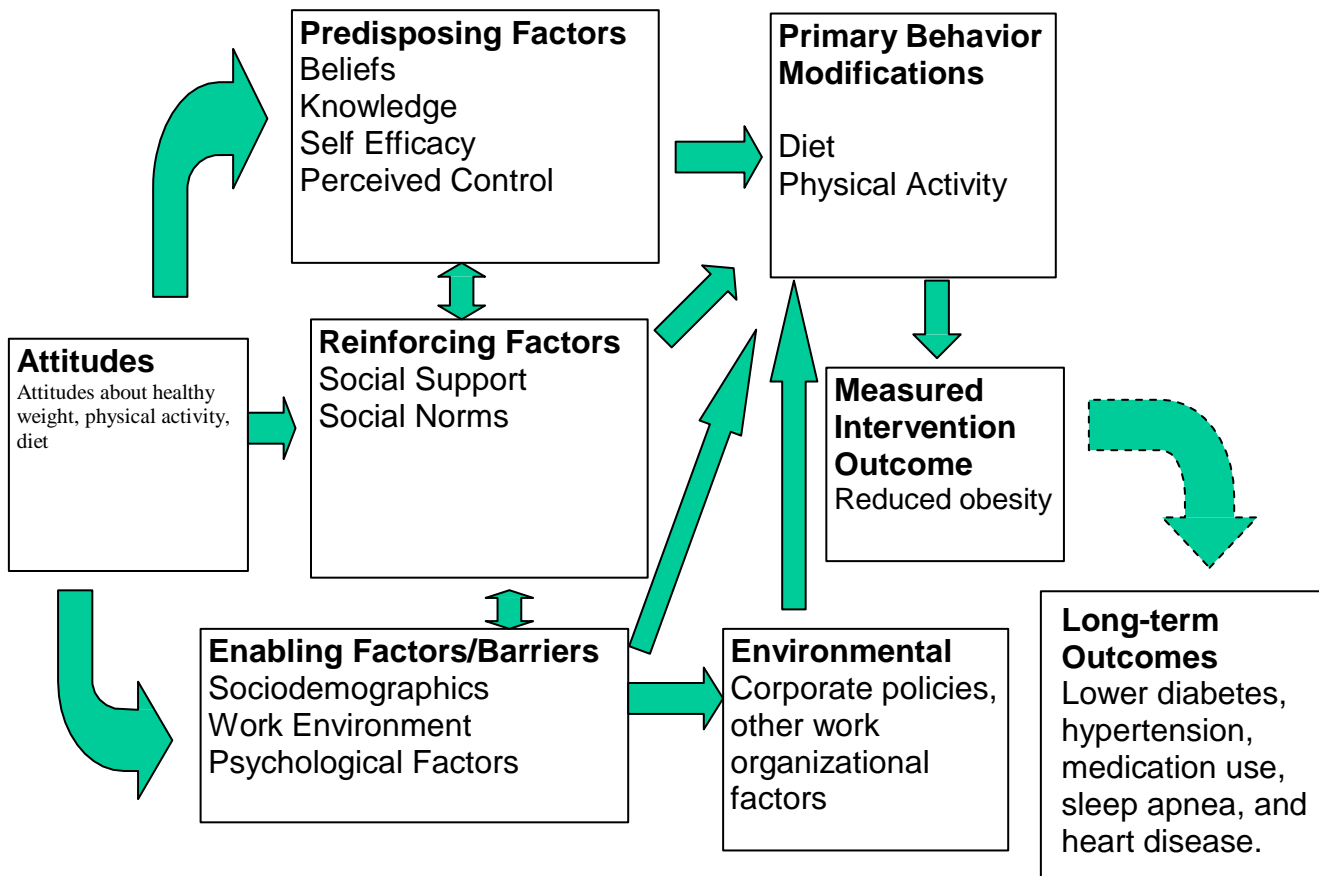 Predisposing Factors
Beliefs
Knowledge
Self Efficacy
Perceived Control
Primary Behavior
Modifications
Diet
Physical Activity
Attitudes
Attitudes about healthy
weight, physical activity,
diet
Reinforcing Factors
Social Support
Social Norms
Measured
Intervention
Outcome
Reduced obesity
Enabling Factors/Barriers
Sociodemographics
Work Environment
Psychological Factors
Environmental
Corporate policies,
other work
organizational
factors
Long-term
Outcomes
Lower diabetes,
hypertension,
medication use,
sleep apnea, and
heart disease.